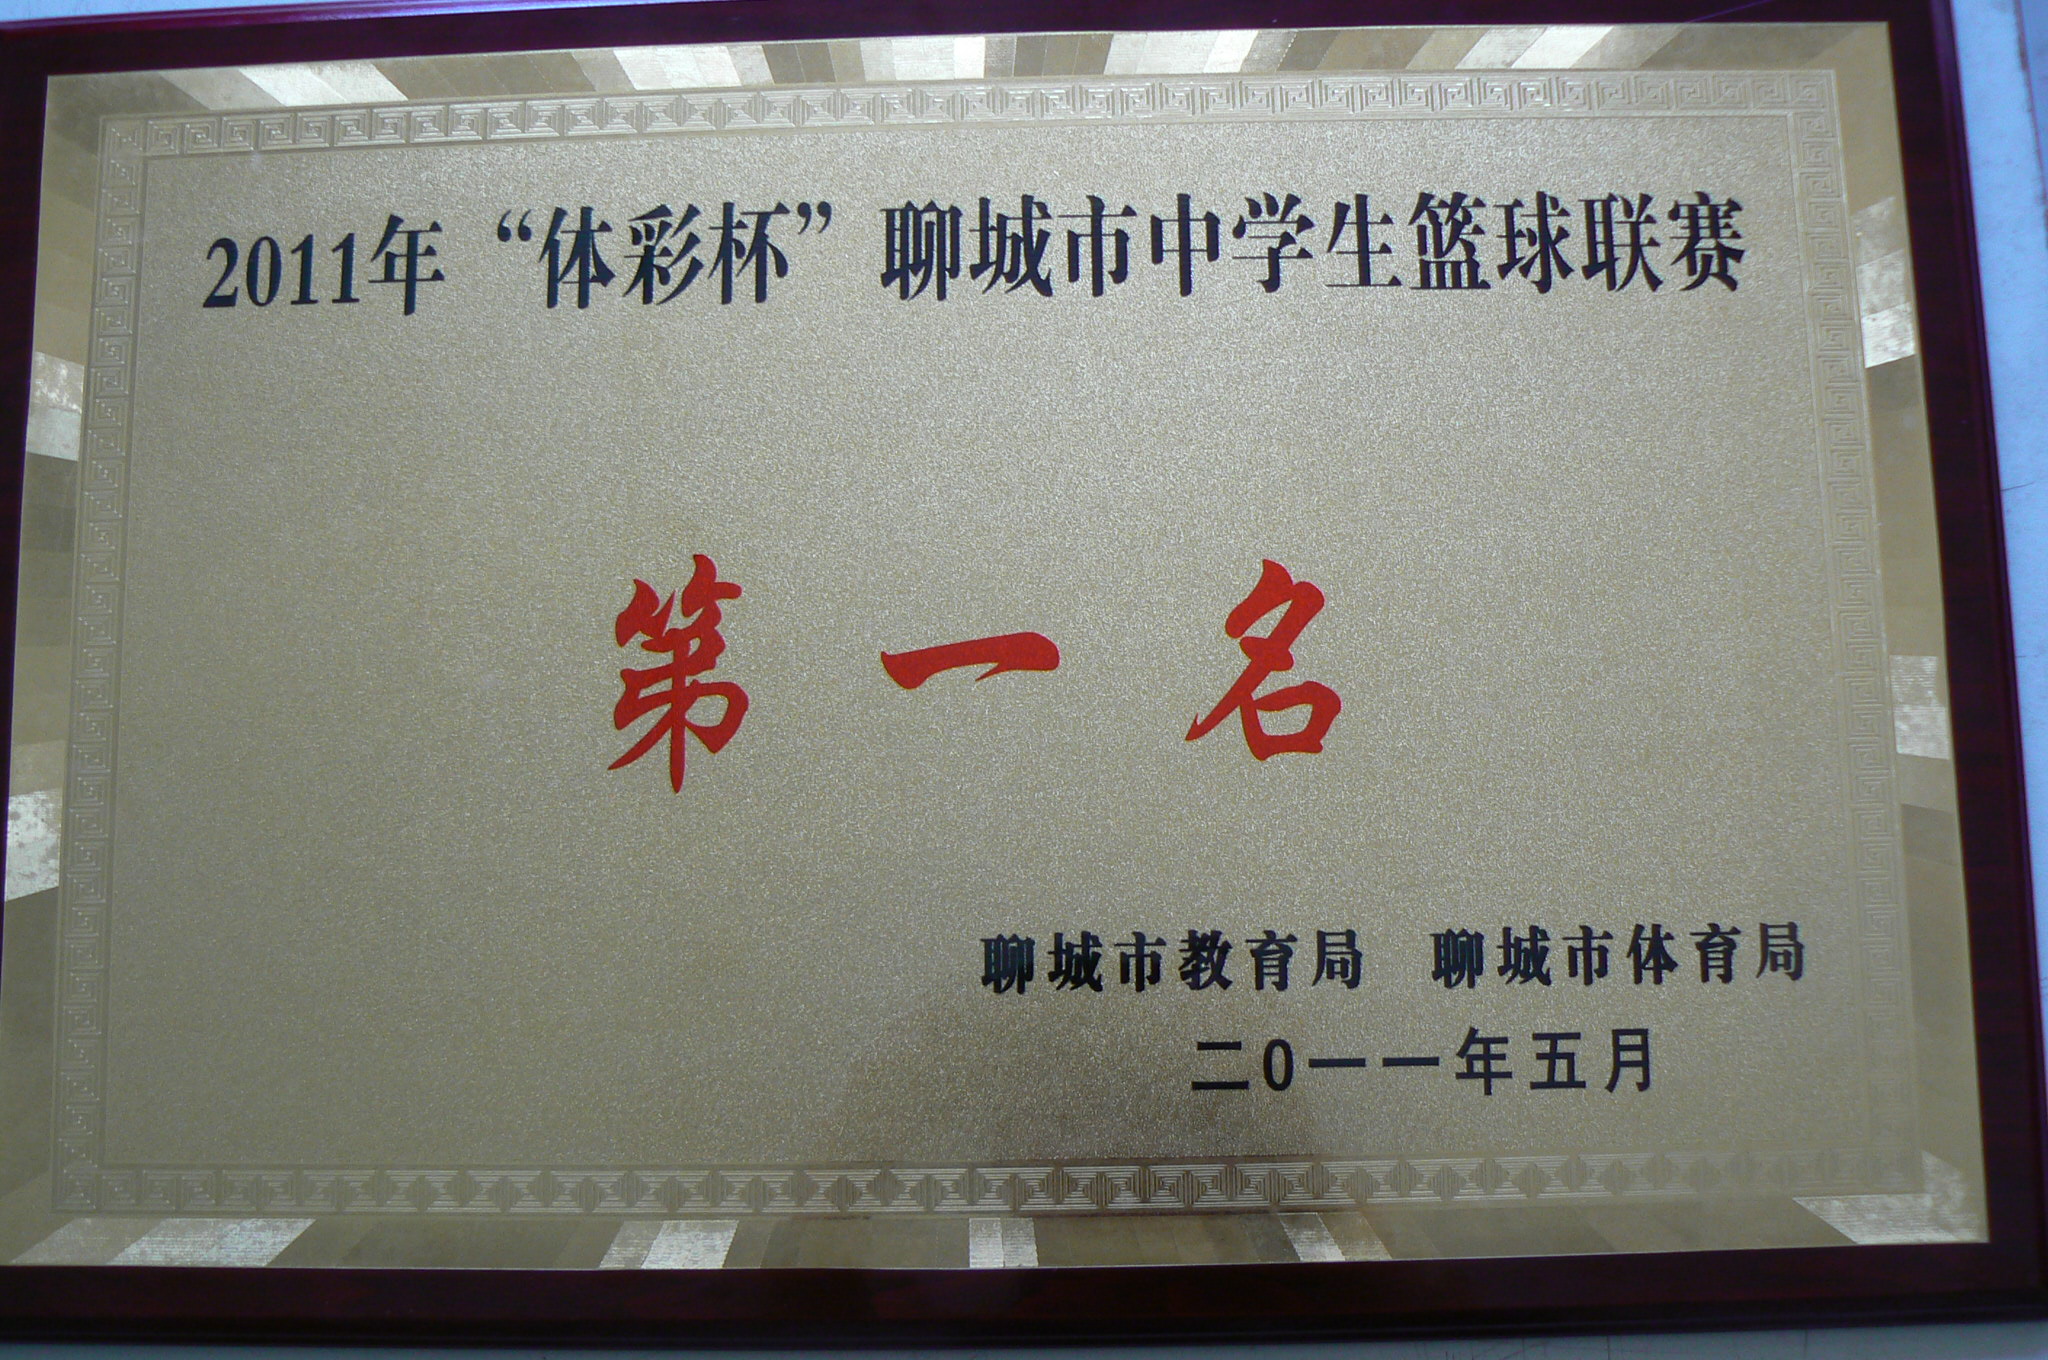 2011年“体彩杯”聊城市中学生篮球联赛
第一名
聊城市教育局 聊城市体育局
二0一一年五月